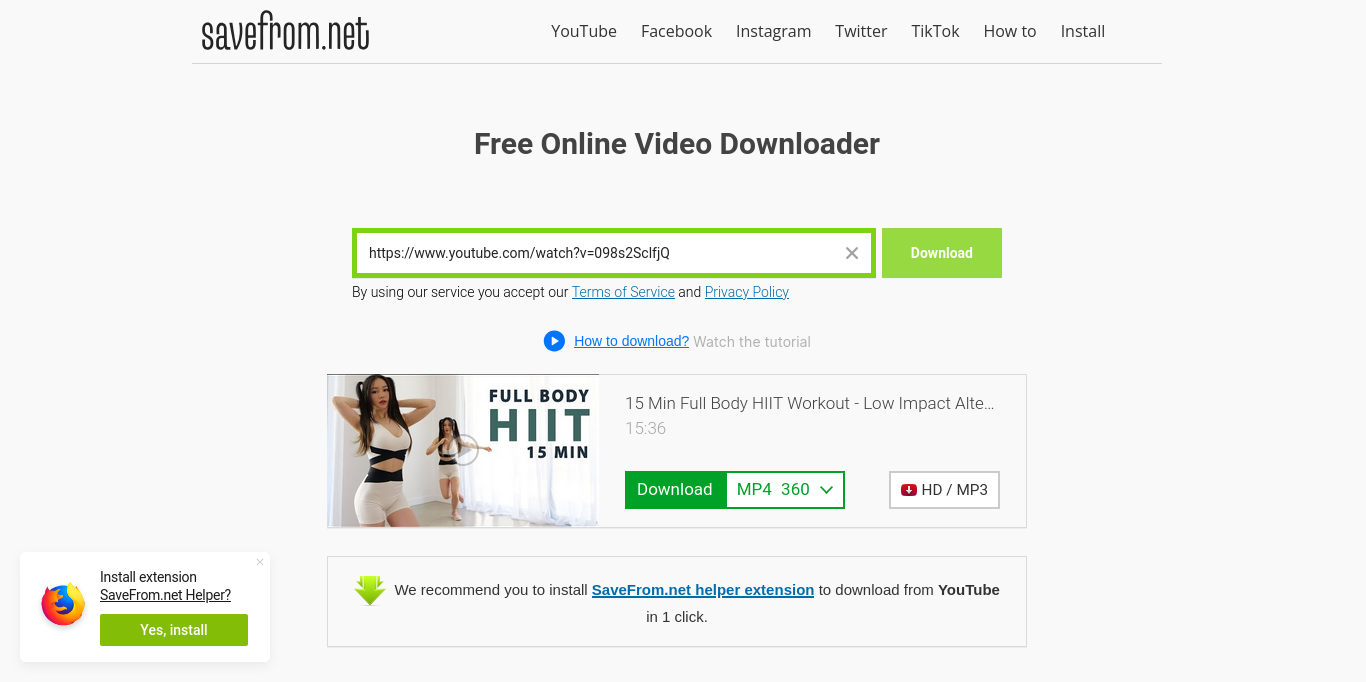 savefrom.net
YouTube Facebook Instagram Twitter TikTok How to Install
Free Online Video Downloader
https://www.youtube.com/watch?v=098s2SclfjQ
Download
By using our service you accept our Terms of Service and Privacy Policy
How to download? Watch the tutorial
FULL BODY
HIIT
15 MIN
15 Min Full Body HIIT Workout - Low Impact Alte...
15:36
Download MP4 360
HD / MP3
We recommend you to install SaveFrom.net helper extension to download from YouTube
in 1 click.
Install extension
SaveFrom.net Helper?
Yes, install